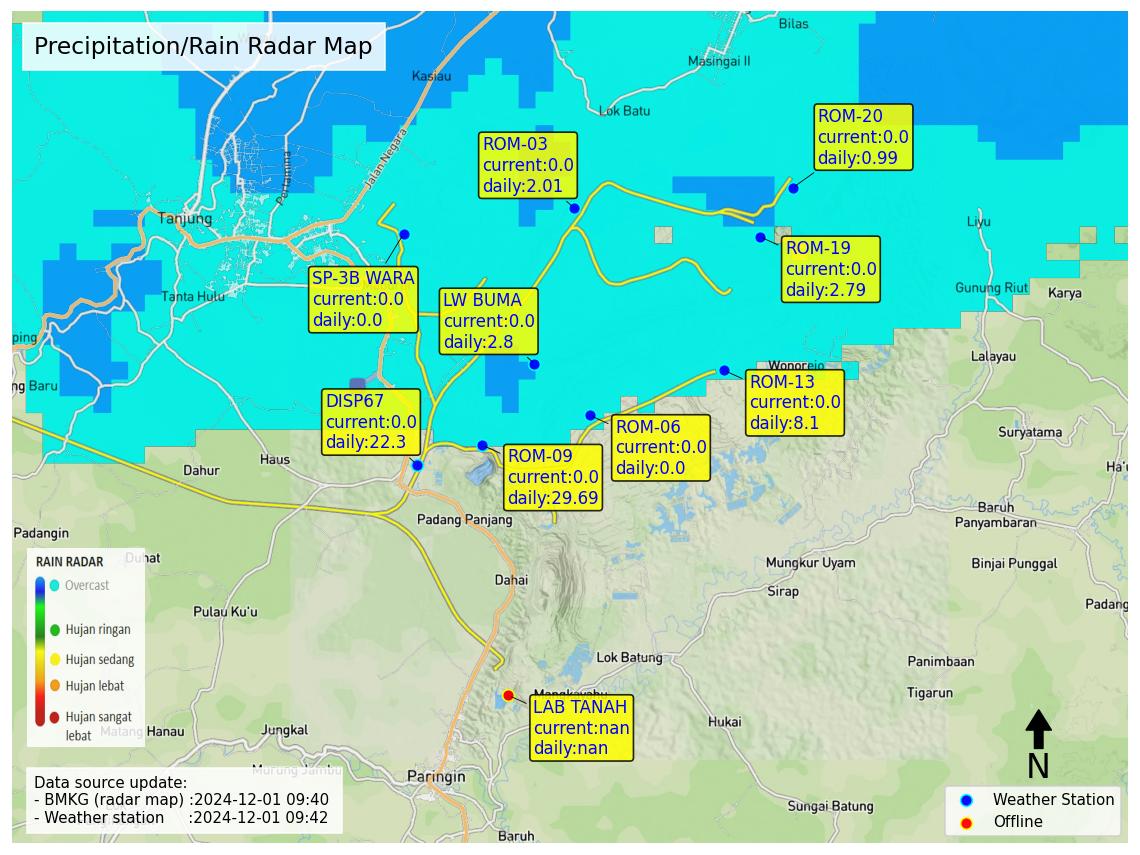 Precipitation/Rain Radar Map
Bilas
Masingai II
Kasiau
Lok Batu
Jalan Negara
Pertamina
Tanjung
Tanta Hulu
ping
ng Baru
Liyu
Gunung Riut
Karya
Lalayau
Wonorejo
Suryatama
Ha'u
ROM-03
current:0.0
daily:2.01
ROM-20
current:0.0
daily:0.99
ROM-19
current:0.0
daily:2.79
SP-3B WARA
current:0.0
daily:0.0
LW BUMA
current:0.0
daily:2.8
DISP67
current:0.0
daily:22.3
ROM-13
current:0.0
daily:8.1
ROM-06
current:0.0
daily:0.0
ROM-09
current:0.0
daily:29.69
Dahur
Haus
Padangin
Duhat
Padang Panjang
Baruh
Panyambaran
Binjai Punggal
Mungkur Uyam
Sirap
Padang
Dahai
Pulau Ku'u
Lok Batung
Panimbaan
Tigarun
LAB TANAH
current:nan
daily:nan
Matang Hanau
Jungkal
Murung Jambu
Hukai
Paringin
Sungai Batung
Baruh
RAIN RADAR
Overcast
Hujan ringan
Hujan sedang
Hujan lebat
Hujan sangat
lebat
Data source update:
- BMKG (radar map) :2024-12-01 09:40
- Weather station :2024-12-01 09:42
N
Weather Station
Offline